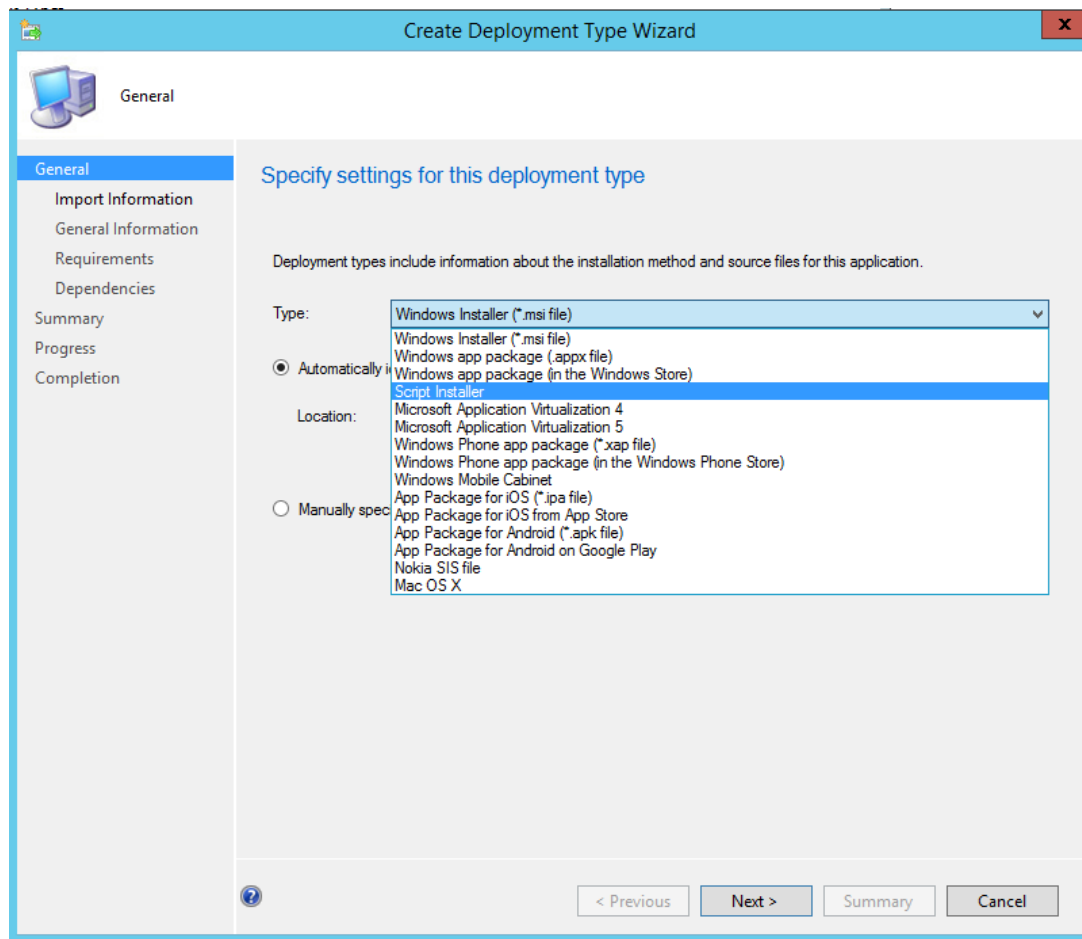 Create Deployment Type Wizard
x
General
General
Import Information
General Information
Requirements
Dependencies
Summary
Progress
Completion
Specify settings for this deployment type
Deployment types include information about the installation method and source files for this application.
Type:
Windows Installer (*.msi file)
Windows Installer (*.msi file)
Windows app package (.appx file)
Automatically
Windows app package (in the Windows Store)
Script Installer
Location:
Microsoft Application Virtualization 4
Microsoft Application Virtualization 5
Windows Phone app package (*.xap file)
Windows Phone app package (in the Windows Phone Store)
Windows Mobile Cabinet
App Package for iOS (*.ipa file)
Manually spec
App Package for iOS from App Store
App Package for Android (*.apk file)
App Package for Android on Google Play
Nokia SIS file
Mac OS X
?
< Previous
Next >
Summary
Cancel